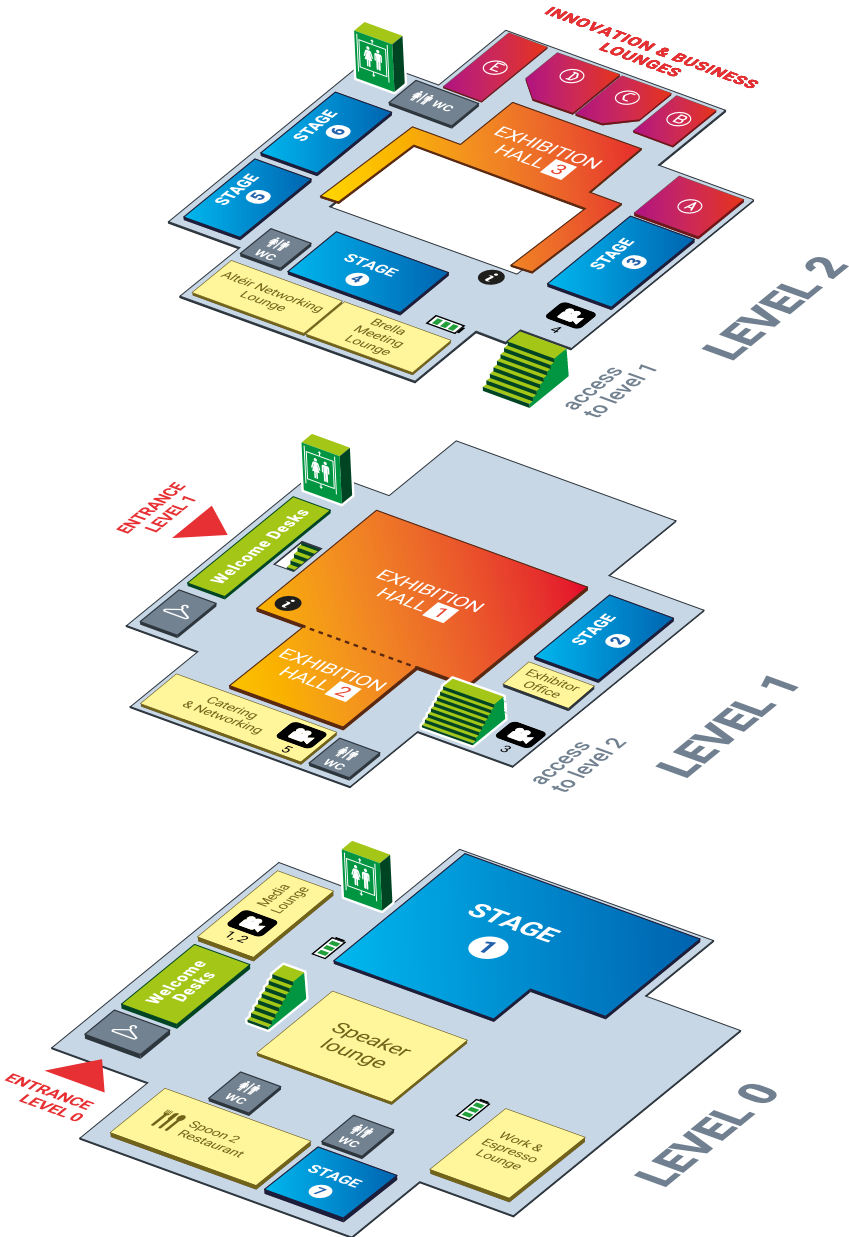 INNOVATION & BUSINESS
LOUNGES
E
D
C
B
A
WC
STAGE
6
STAGE
5
EXHIBITION
HALL 3
WC
STAGE
4
STAGE
3
i
Altéir Networking
Lounge
Brella
Meeting
Lounge
4
LEVEL 2
access
to level 1
ENTRANCE
LEVEL 1
Welcome Desks
EXHIBITION
HALL 1
i
STAGE
2
EXHIBITION
HALL 2
Exhibitor
Office
Catering
& Networking
5
WC
3
LEVEL 1
access
to level 2
STAGE
1
Media
Lounge
1, 2
Welcome
Desks
Speaker
lounge
ENTRANCE
LEVEL 0
WC
Spoon 2
Restaurant
WC
STAGE
7
Work &
Espresso
Lounge
LEVEL 0